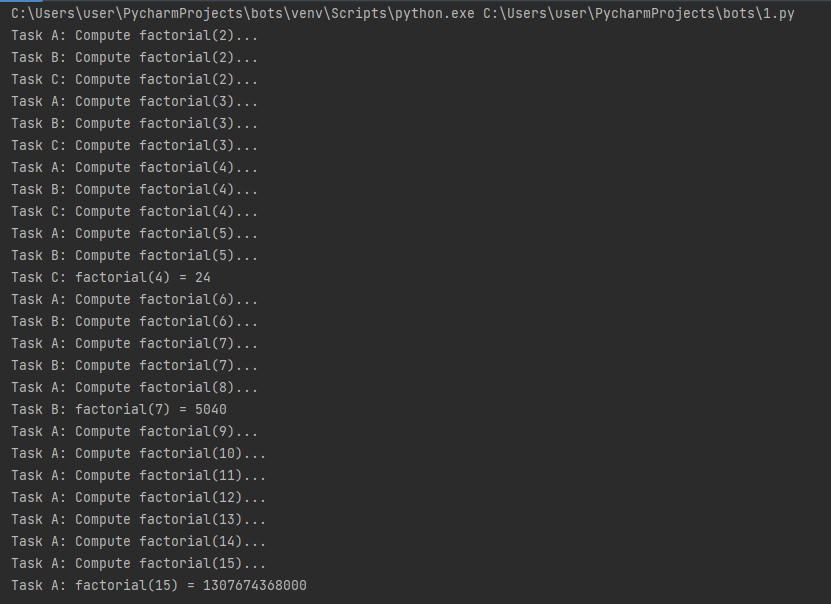 C:\Users\user\PycharmProjects\bots\venv\Scripts\python.exe C:\Users\user\PycharmProjects\bots\1.py
Task A: Compute factorial(2)...
Task B: Compute factorial(2)...
Task C: Compute factorial(2)...
Task A: Compute factorial(3)...
Task B: Compute factorial(3)...
Task C: Compute factorial(3)...
Task A: Compute factorial(4)...
Task B: Compute factorial(4)...
Task C: Compute factorial(4)...
Task A: Compute factorial(5)...
Task B: Compute factorial(5)...
Task C: factorial(4) = 24
Task A: Compute factorial(6)...
Task B: Compute factorial(6)...
Task A: Compute factorial(7)...
Task B: Compute factorial(7)...
Task A: Compute factorial(8)...
Task B: factorial(7) = 5040
Task A: Compute factorial(9)...
Task A: Compute factorial(10)...
Task A: Compute factorial(11)...
Task A: Compute factorial(12)...
Task A: Compute factorial(13)...
Task A: Compute factorial(14)...
Task A: Compute factorial(15)...
Task A: factorial(15) = 1307674368000